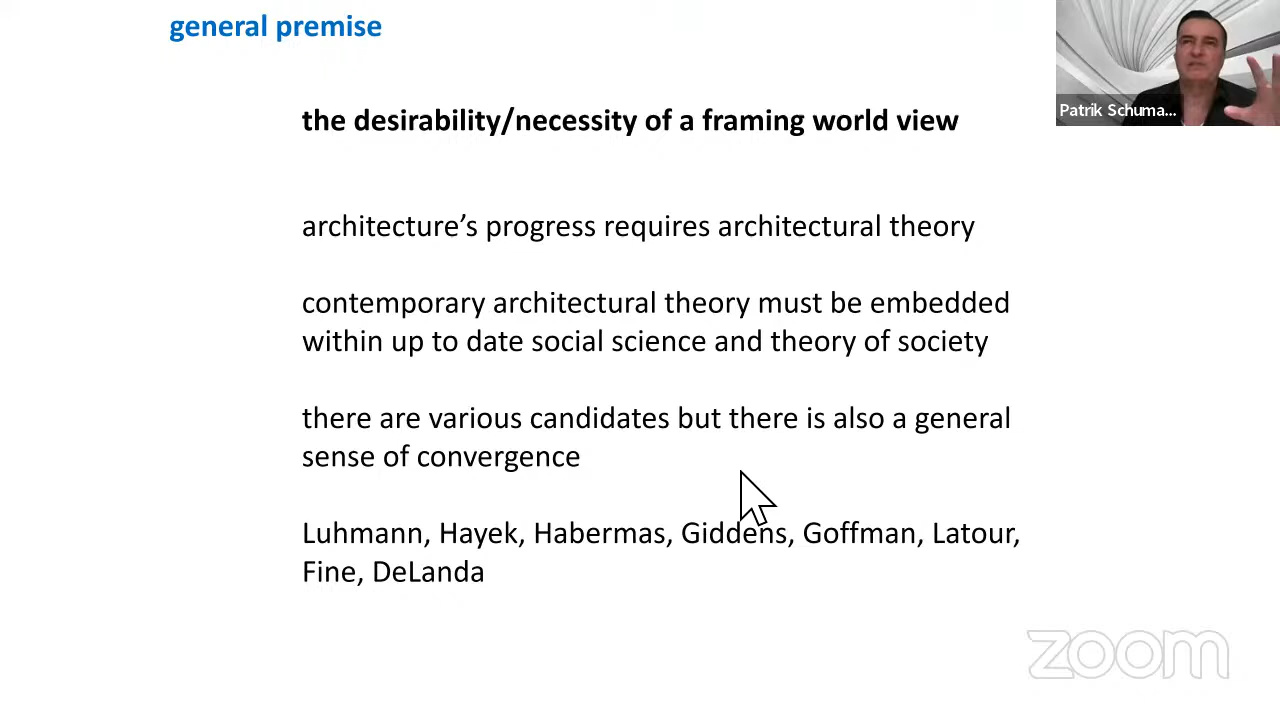 general premise
Patrik Schuma...
the desirability/necessity of a framing world view
architecture’s progress requires architectural theory
contemporary architectural theory must be embedded
within up to date social science and theory of society
there are various candidates but there is also a general
sense of convergence
Luhmann, Hayek, Habermas, Giddens, Goffman, Latour,
Fine, DeLanda
zoom